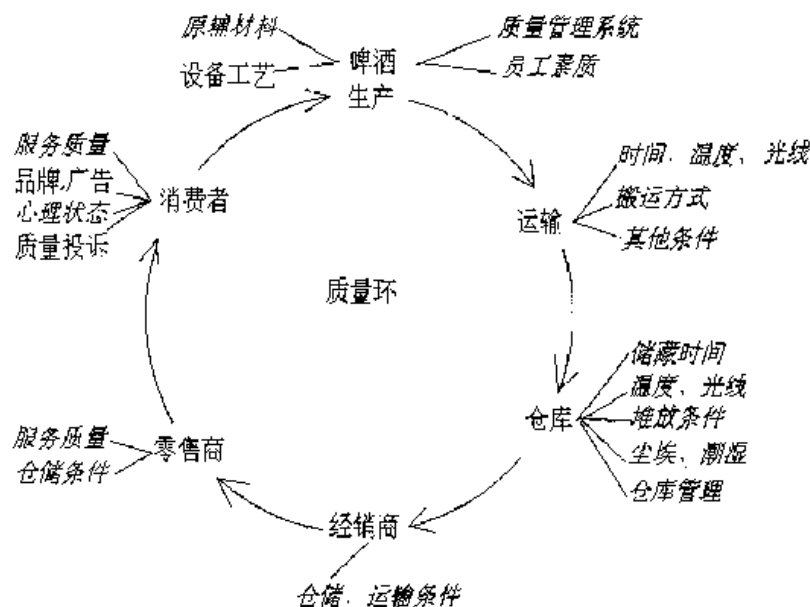 原辅材料
设备工艺
啤酒
生产
质量管理系统
员工素质
时间、温度、光线
搬运方式
其他条件
运输
服务质量
品牌,广告
心理状态
质量投诉
消费者
质量环
储藏时间
温度、光线
堆放条件
尘埃、潮湿
仓库管理
仓库
服务质量
仓储条件
零售商
经销商
仓储、运输条件